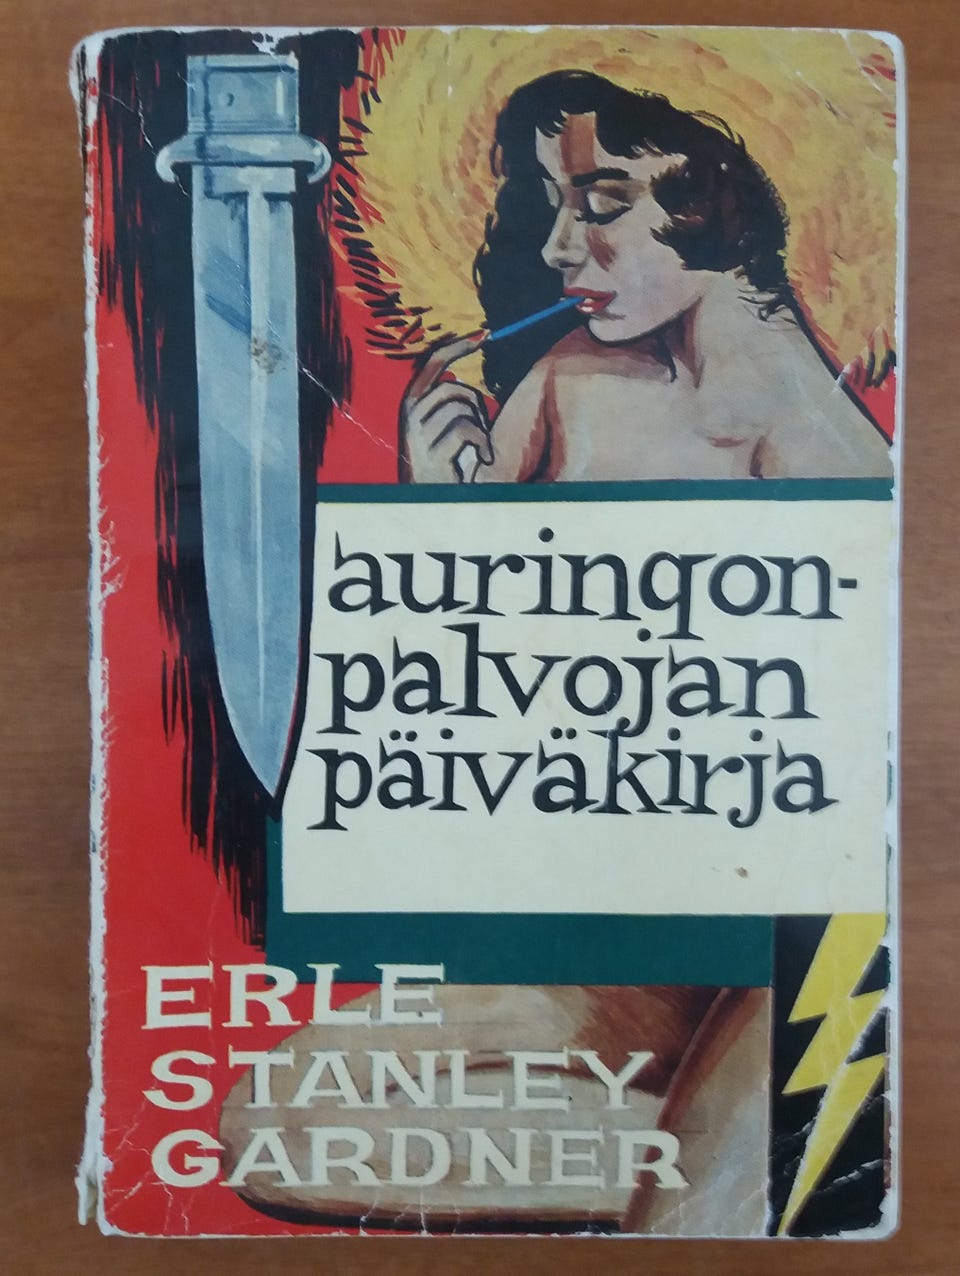 auringon-
palvojan
päiväkirja
ERLE
STANLEY
GARDNER